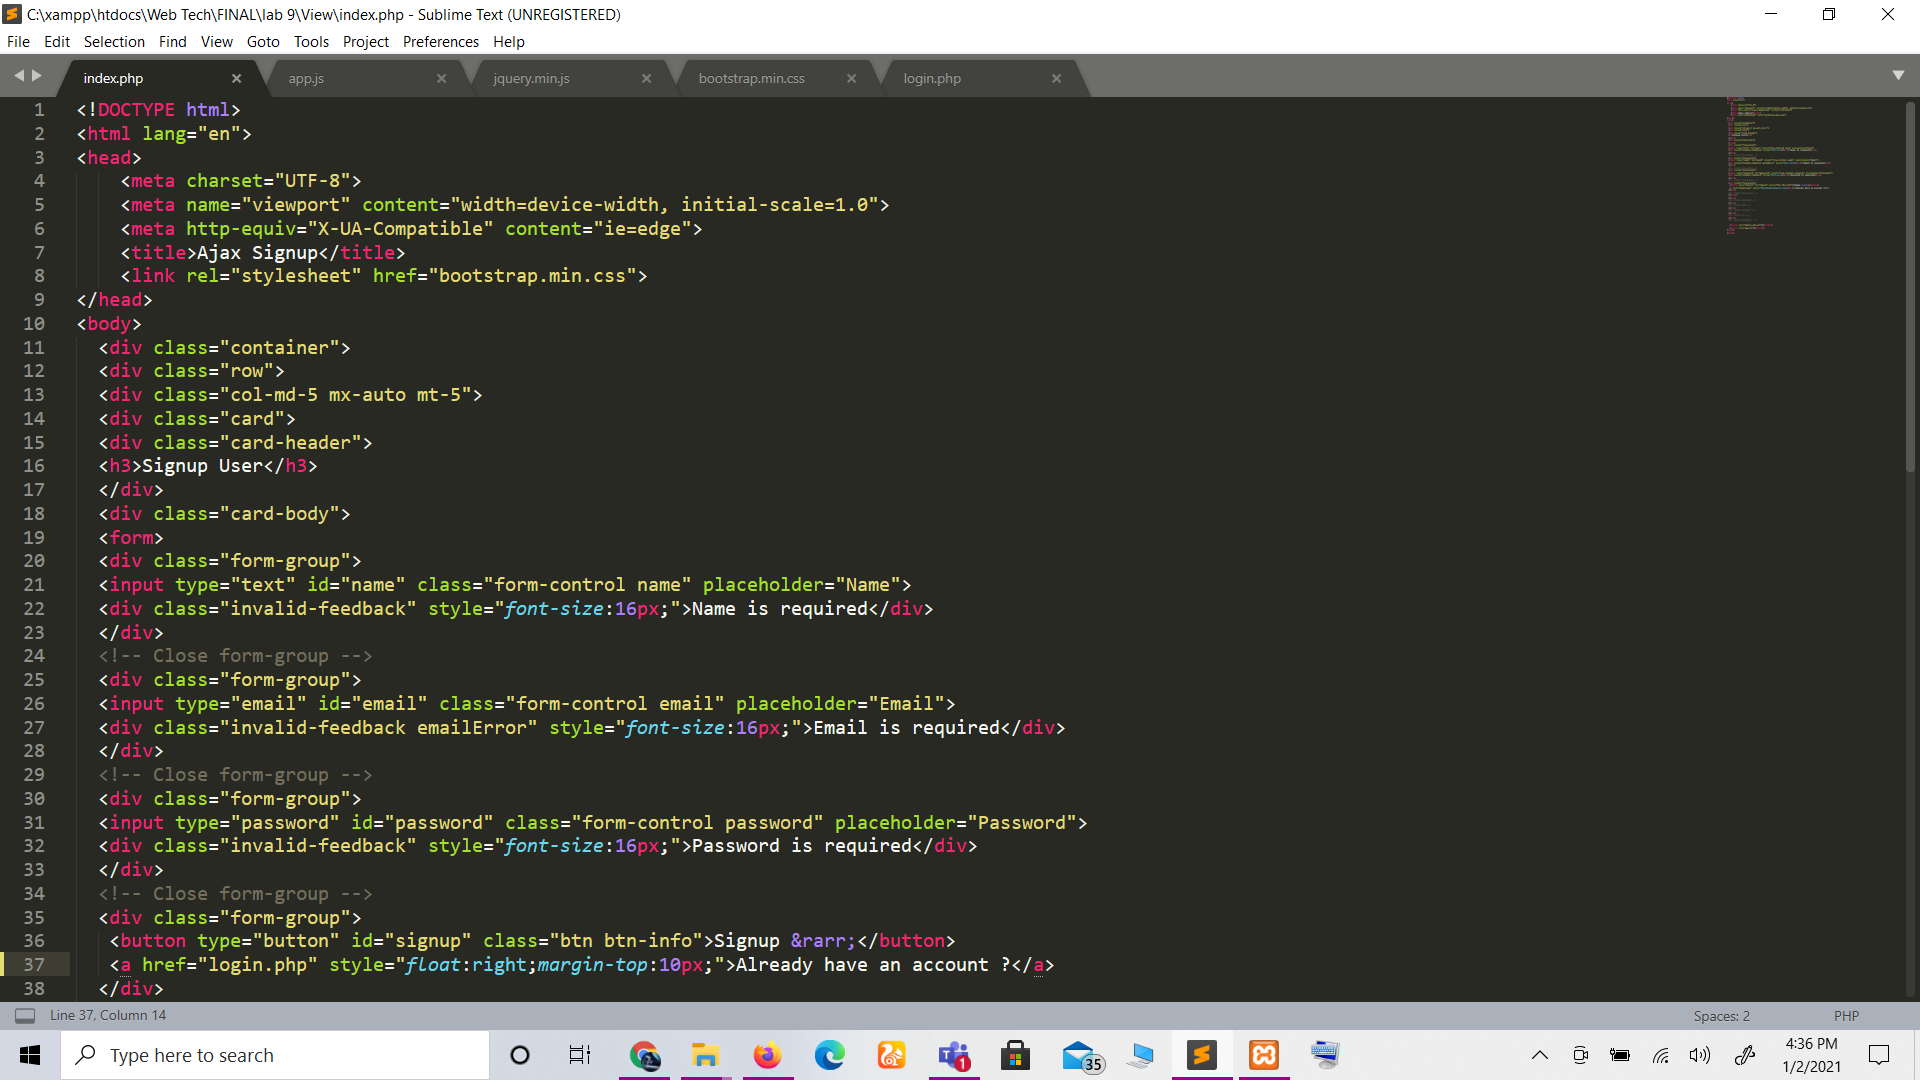 C:\xampp\htdocs\Web Tech\FINAL\lab 9\View\index.php - Sublime Text (UNREGISTERED)
File Edit Selection Find View Goto Tools Project Preferences Help
index.php app.js jquery.min.js bootstrap.min.css login.php
1 <!DOCTYPE html>
2 <html lang="en">
3 <head>
4 <meta charset="UTF-8">
5 <meta name="viewport" content="width=device-width, initial-scale=1.0">
6 <meta http-equiv="X-UA-Compatible" content="ie=edge">
7 <title>Ajax Signup</title>
8 <link rel="stylesheet" href="bootstrap.min.css">
9 </head>
10 <body>
11 <div class="container">
12 <div class="row">
13 <div class="col-md-5 mx-auto mt-5">
14 <div class="card">
15 <div class="card-header">
16 <h3>Signup User</h3>
17 </div>
18 <div class="card-body">
19 <form>
20 <div class="form-group">
21 <input type="text" id="name" class="form-control name" placeholder="Name">
22 <div class="invalid-feedback" style="font-size:16px;">Name is required</div>
23 </div>
24 <!-- Close form-group -->
25 <div class="form-group">
26 <input type="email" id="email" class="form-control email" placeholder="Email">
27 <div class="invalid-feedback emailError" style="font-size:16px;">Email is required</div>
28 </div>
29 <!-- Close form-group -->
30 <div class="form-group">
31 <input type="password" id="password" class="form-control password" placeholder="Password">
32 <div class="invalid-feedback" style="font-size:16px;">Password is required</div>
33 </div>
34 <!-- Close form-group -->
35 <div class="form-group">
36 <button type="button" id="signup" class="btn btn-info">Signup &rarr;</button>
37 <a href="login.php" style="float:right;margin-top:10px;">Already have an account ?</a>
38 </div>
Line 37, Column 14 Spaces: 2 PHP
Type here to search 1 35 4:36 PM
1/2/2021